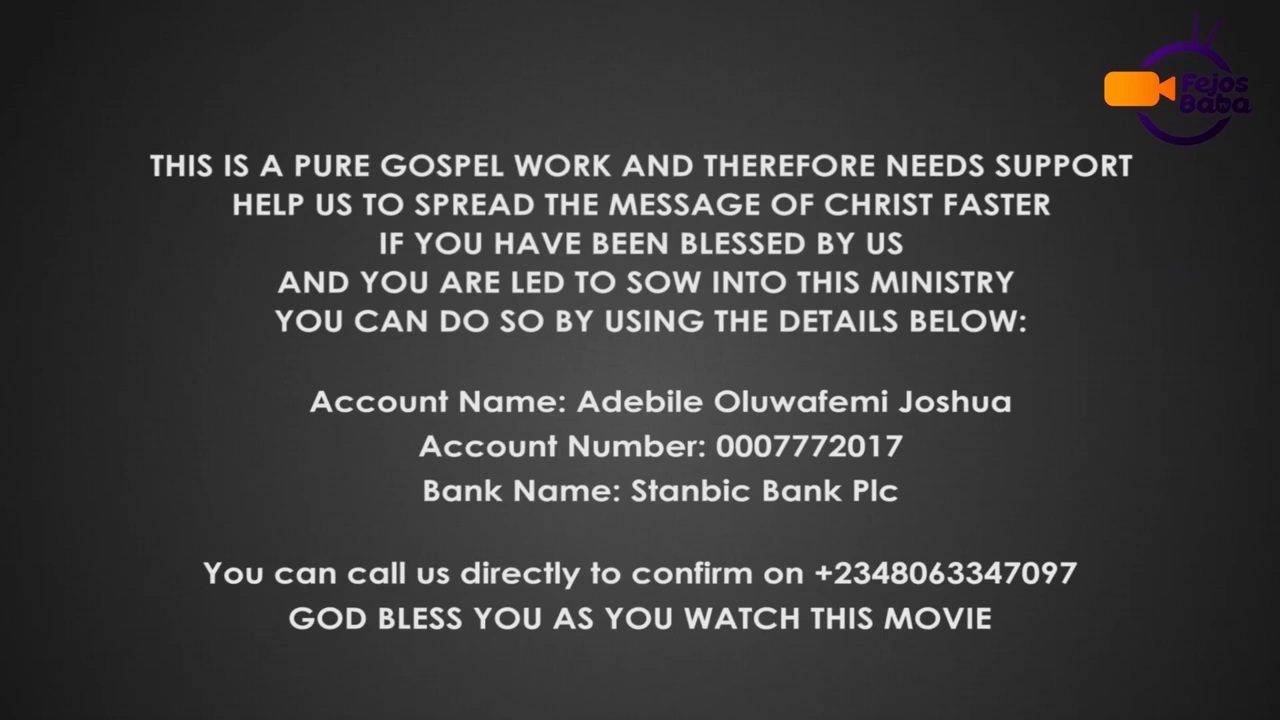 Fejos
Baba
TV
THIS IS A PURE GOSPEL WORK AND THEREFORE NEEDS SUPPORT
HELP US TO SPREAD THE MESSAGE OF CHRIST FASTER
IF YOU HAVE BEEN BLESSED BY US
AND YOU ARE LED TO SOW INTO THIS MINISTRY
YOU CAN DO SO BY USING THE DETAILS BELOW:
Account Name: Adebile Oluwafemi Joshua
Account Number: 0007772017
Bank Name: Stanbic Bank Plc
You can call us directly to confirm on +2348063347097
GOD BLESS YOU AS YOU WATCH THIS MOVIE